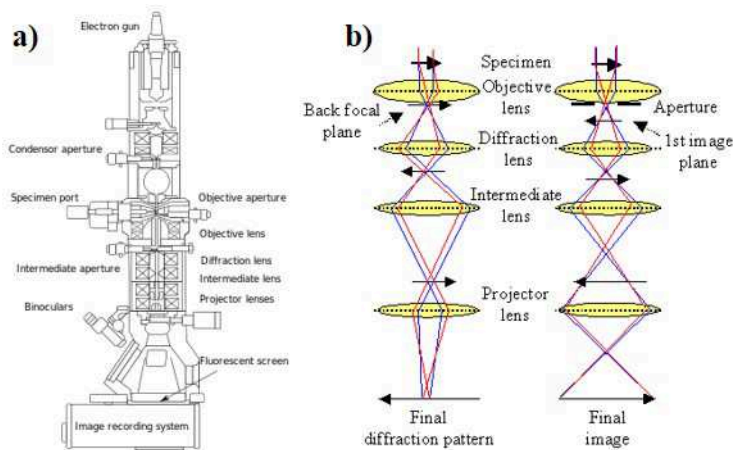 a)
Electron gun
Condensor aperture
Specimen port
Objective aperture
Objective lens
Intermediate aperture
Diffraction lens
Intermediate lens
Projector lenses
Binoculars
Fluorescent screen
Image recording system
b)
Specimen
Objective
lens
Back focal
plane
Aperture
Diffraction
lens
1st image
plane
Intermediate
lens
Projector
lens
Final
diffraction pattern
Final
image